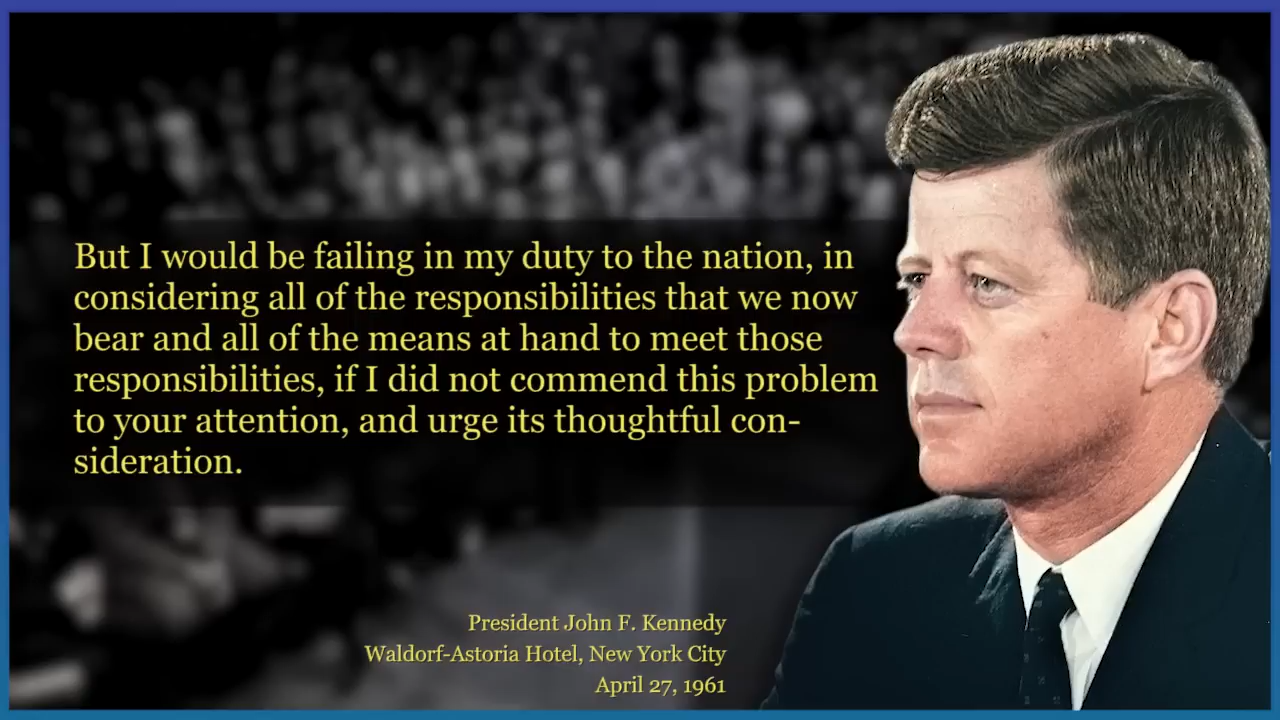 But I would be failing in my duty to the nation, in
considering all of the responsibilities that we now
bear and all of the means at hand to meet those
responsibilities, if I did not commend this problem
to your attention, and urge its thoughtful con-
sideration.
President John F. Kennedy
Waldorf-Astoria Hotel, New York City
April 27, 1961